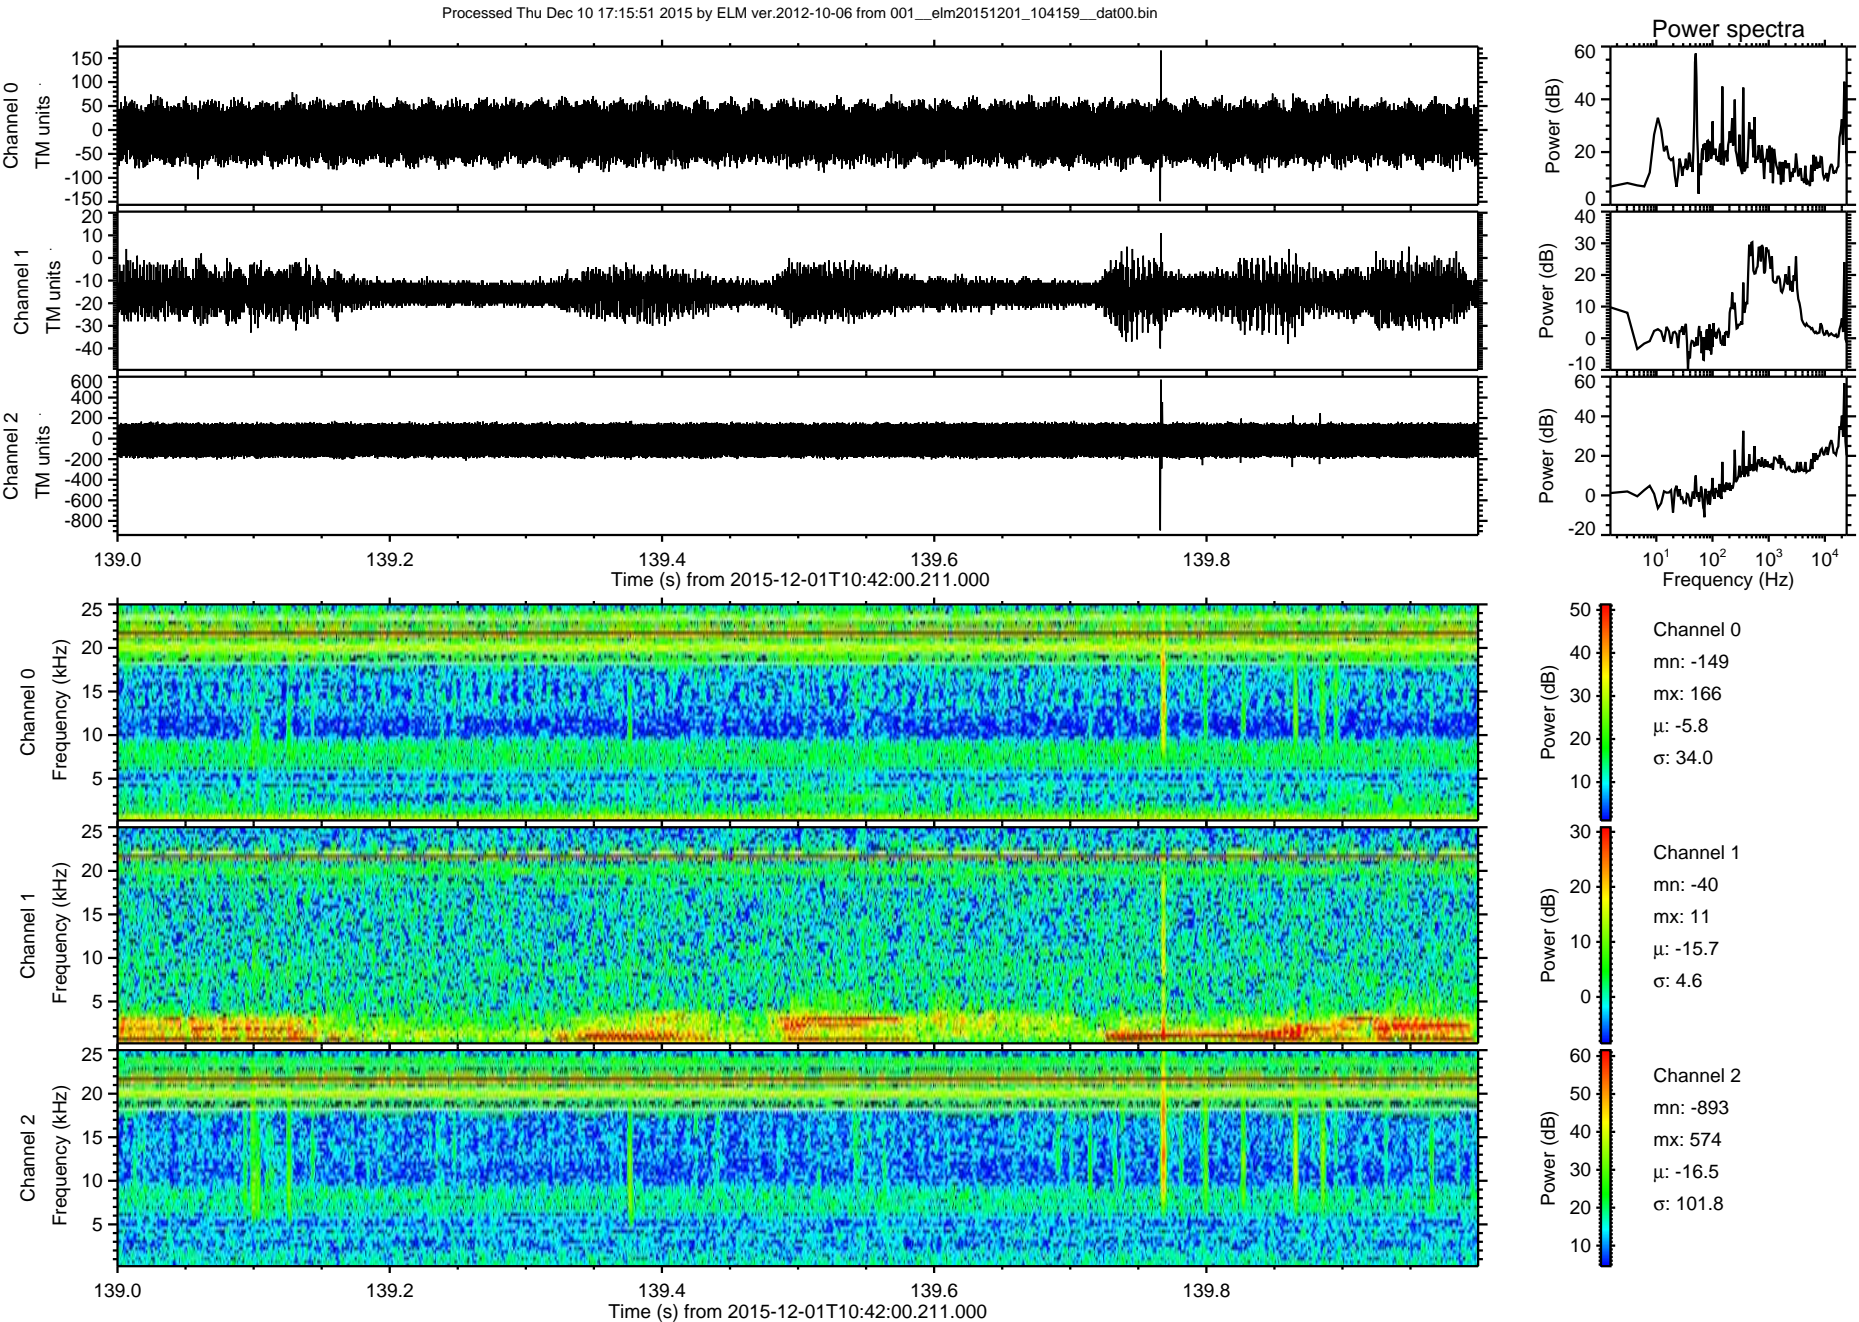 Processed Thu Dec 10 17:15:51 2015 by ELM ver.2012-10-06 from 001__elm20151201_104159__dat00.bin
Power spectra
Channel 0
TM units
150
100
50
0
-50
-100
-150
Power (dB)
60
40
20
0
Channel 1
TM units
20
10
0
-10
-20
-30
-40
Power (dB)
40
30
20
10
0
-10
Channel 2
TM units
600
400
200
0
-200
-400
-600
-800
Power (dB)
60
40
20
0
-20
139.0 139.2 139.4 139.6 139.8
Time (s) from 2015-12-01T10:42:00.211.000
10¹ 10² 10³ 10⁴
Frequency (Hz)
Channel 0
Frequency (kHz)
25
20
15
10
5
Power (dB)
50
40
30
20
10
Channel 0
mn: -149
mx: 166
μ: -5.8
σ: 34.0
Channel 1
Frequency (kHz)
25
20
15
10
5
Power (dB)
30
20
10
0
Channel 1
mn: -40
mx: 11
μ: -15.7
σ: 4.6
Channel 2
Frequency (kHz)
25
20
15
10
5
Power (dB)
60
50
40
30
20
10
Channel 2
mn: -893
mx: 574
μ: -16.5
σ: 101.8
139.0 139.2 139.4 139.6 139.8
Time (s) from 2015-12-01T10:42:00.211.000